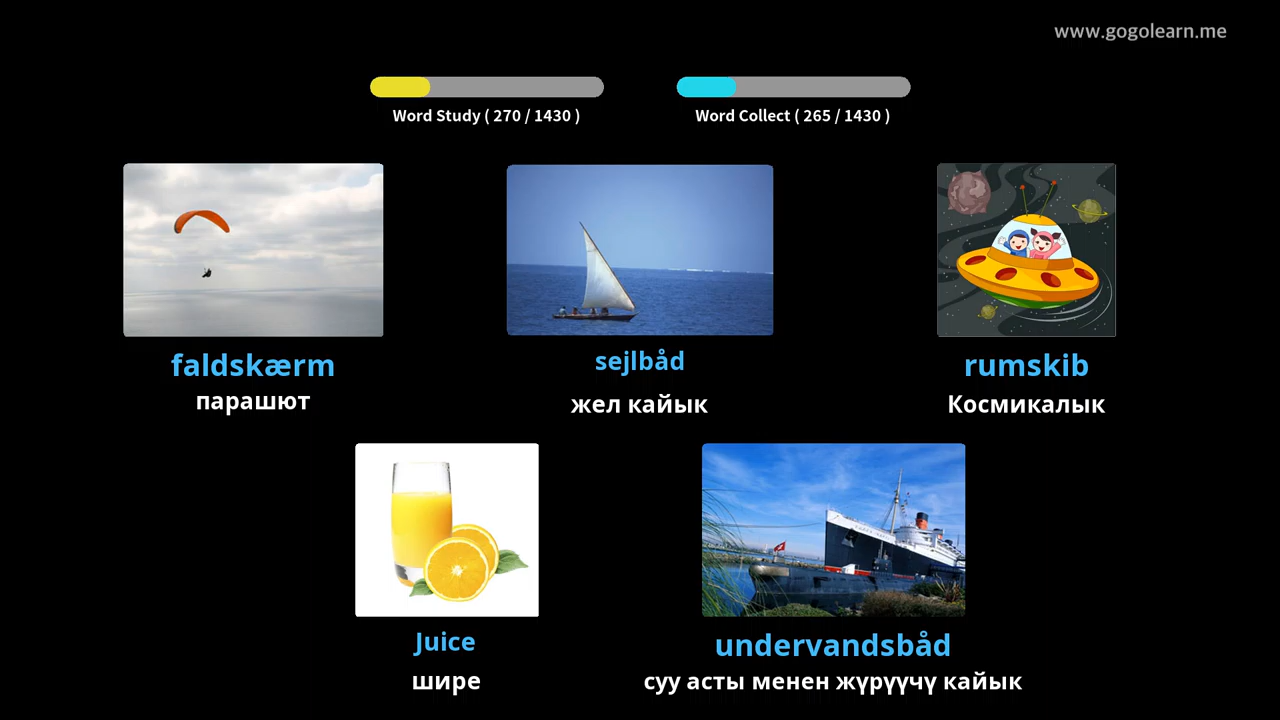 www.gogolearn.me
Word Study ( 270 / 1430 )
Word Collect ( 265 / 1430 )
faldskærm
парашют
sejlbåd
жел кайык
rumskib
Космикалык
Juice
шире
undervandsbåd
суу асты менен жүрүүчү кайык